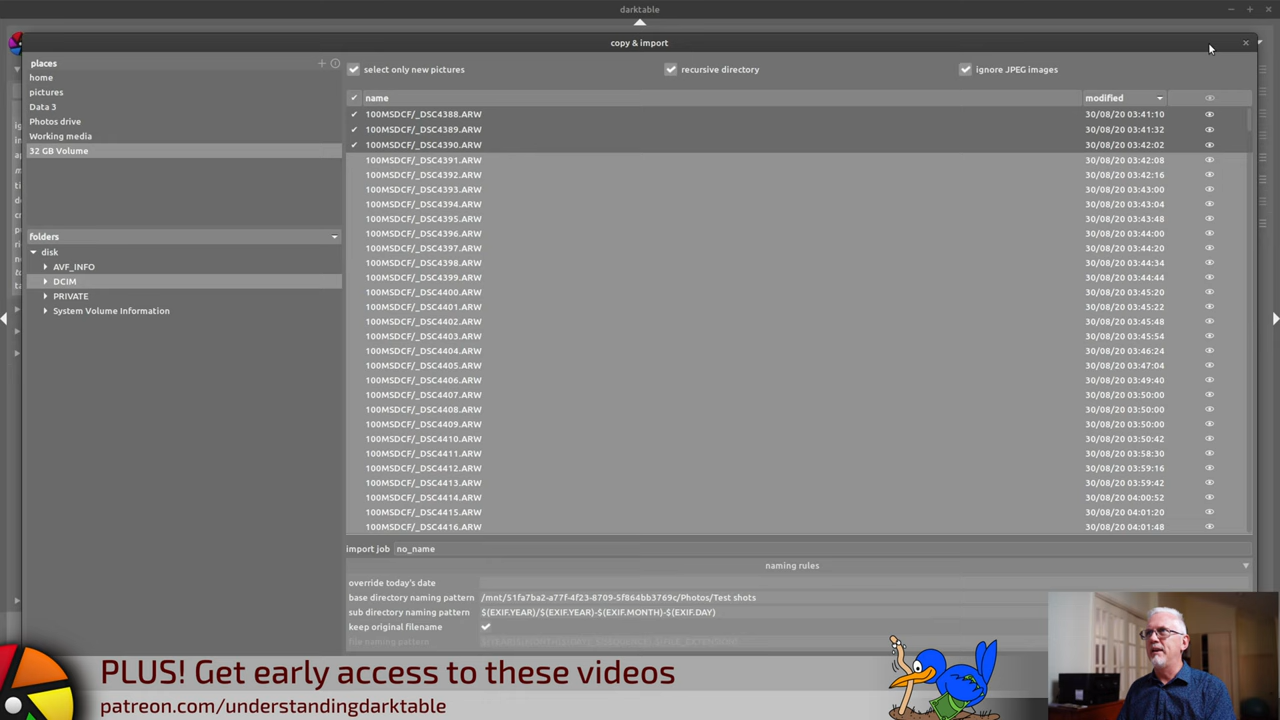 darktable
copy & import
places
home
pictures
Data 3
Photos drive
Working media
32 GB Volume
folders
disk
AVF_INFO
DCIM
PRIVATE
System Volume Information
select only new pictures
recursive directory
ignore JPEG images
name modified
100MSDCF/_DSC4388.ARW 30/08/20 03:41:10
100MSDCF/_DSC4389.ARW 30/08/20 03:41:32
100MSDCF/_DSC4390.ARW 30/08/20 03:42:02
100MSDCF/_DSC4391.ARW 30/08/20 03:42:08
100MSDCF/_DSC4392.ARW 30/08/20 03:42:16
100MSDCF/_DSC4393.ARW 30/08/20 03:43:00
100MSDCF/_DSC4394.ARW 30/08/20 03:43:04
100MSDCF/_DSC4395.ARW 30/08/20 03:43:48
100MSDCF/_DSC4396.ARW 30/08/20 03:44:00
100MSDCF/_DSC4397.ARW 30/08/20 03:44:20
100MSDCF/_DSC4398.ARW 30/08/20 03:44:34
100MSDCF/_DSC4399.ARW 30/08/20 03:44:44
100MSDCF/_DSC4400.ARW 30/08/20 03:45:20
100MSDCF/_DSC4401.ARW 30/08/20 03:45:22
100MSDCF/_DSC4402.ARW 30/08/20 03:45:48
100MSDCF/_DSC4403.ARW 30/08/20 03:45:54
100MSDCF/_DSC4404.ARW 30/08/20 03:46:24
100MSDCF/_DSC4405.ARW 30/08/20 03:47:04
100MSDCF/_DSC4406.ARW 30/08/20 03:49:40
100MSDCF/_DSC4407.ARW 30/08/20 03:50:00
100MSDCF/_DSC4408.ARW 30/08/20 03:50:00
100MSDCF/_DSC4409.ARW 30/08/20 03:50:00
100MSDCF/_DSC4410.ARW 30/08/20 03:50:42
100MSDCF/_DSC4411.ARW 30/08/20 03:58:30
100MSDCF/_DSC4412.ARW 30/08/20 03:59:16
100MSDCF/_DSC4413.ARW 30/08/20 03:59:42
100MSDCF/_DSC4414.ARW 30/08/20 04:00:52
100MSDCF/_DSC4415.ARW 30/08/20 04:01:20
100MSDCF/_DSC4416.ARW 30/08/20 04:01:48
import job no_name
naming rules
override today's date
base directory naming pattern /mnt/51fa7ba2-a77f-4f23-8709-5f864bb3769c/Photos/Test shots
sub directory naming pattern $(EXIF.YEAR)/$(EXIF.YEAR)-$(EXIF.MONTH)-$(EXIF.DAY)
keep original filename
file naming pattern
PLUS! Get early access to these videos
patreon.com/understandingdarktable